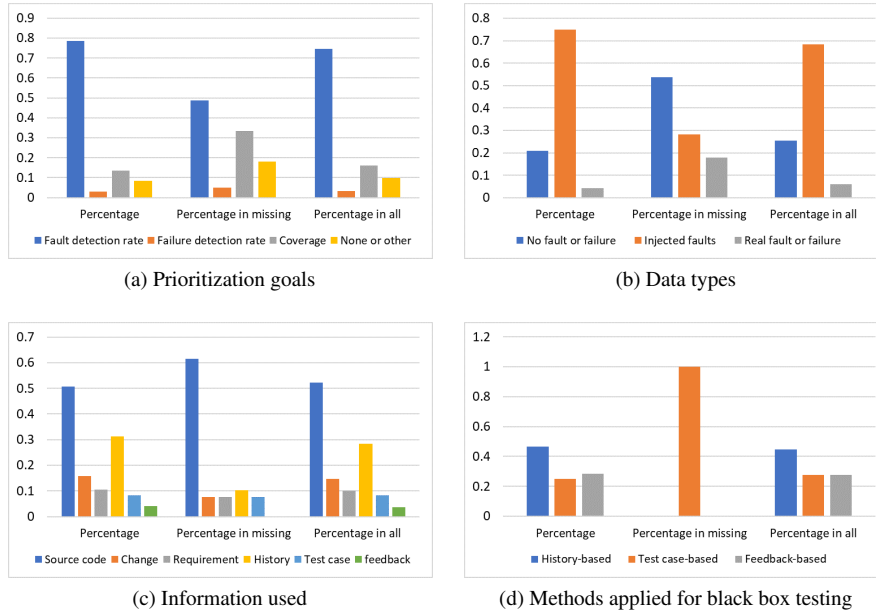 0.9
0.8
0.7
0.6
0.5
0.4
0.3
0.2
0.1
0
Percentage Percentage in missing Percentage in all
Fault detection rate Failure detection rate Coverage None or other
(a) Prioritization goals
0.8
0.7
0.6
0.5
0.4
0.3
0.2
0.1
0
Percentage Percentage in missing Percentage in all
No fault or failure Injected faults Real fault or failure
(b) Data types
0.7
0.6
0.5
0.4
0.3
0.2
0.1
0
Percentage Percentage in missing Percentage in all
Source code Change Requirement History Test case feedback
(c) Information used
1.2
1
0.8
0.6
0.4
0.2
0
Percentage Percentage in missing Percentage in all
History-based Test case-based Feedback-based
(d) Methods applied for black box testing